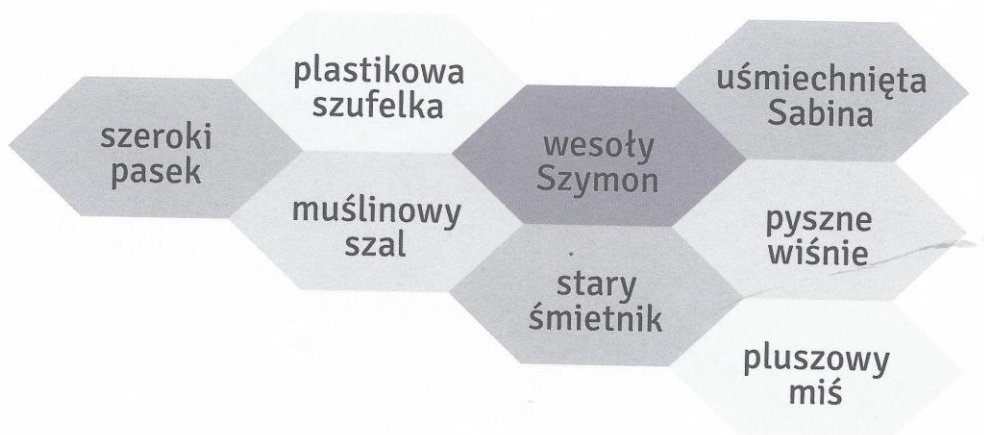 szeroki
pasek
plastikowa
szufelka
muślinowy
szal
wesoły
Szymon
stary
śmietnik
uśmiechnięta
Sabina
pyszne
wiśnie
pluszowy
miś